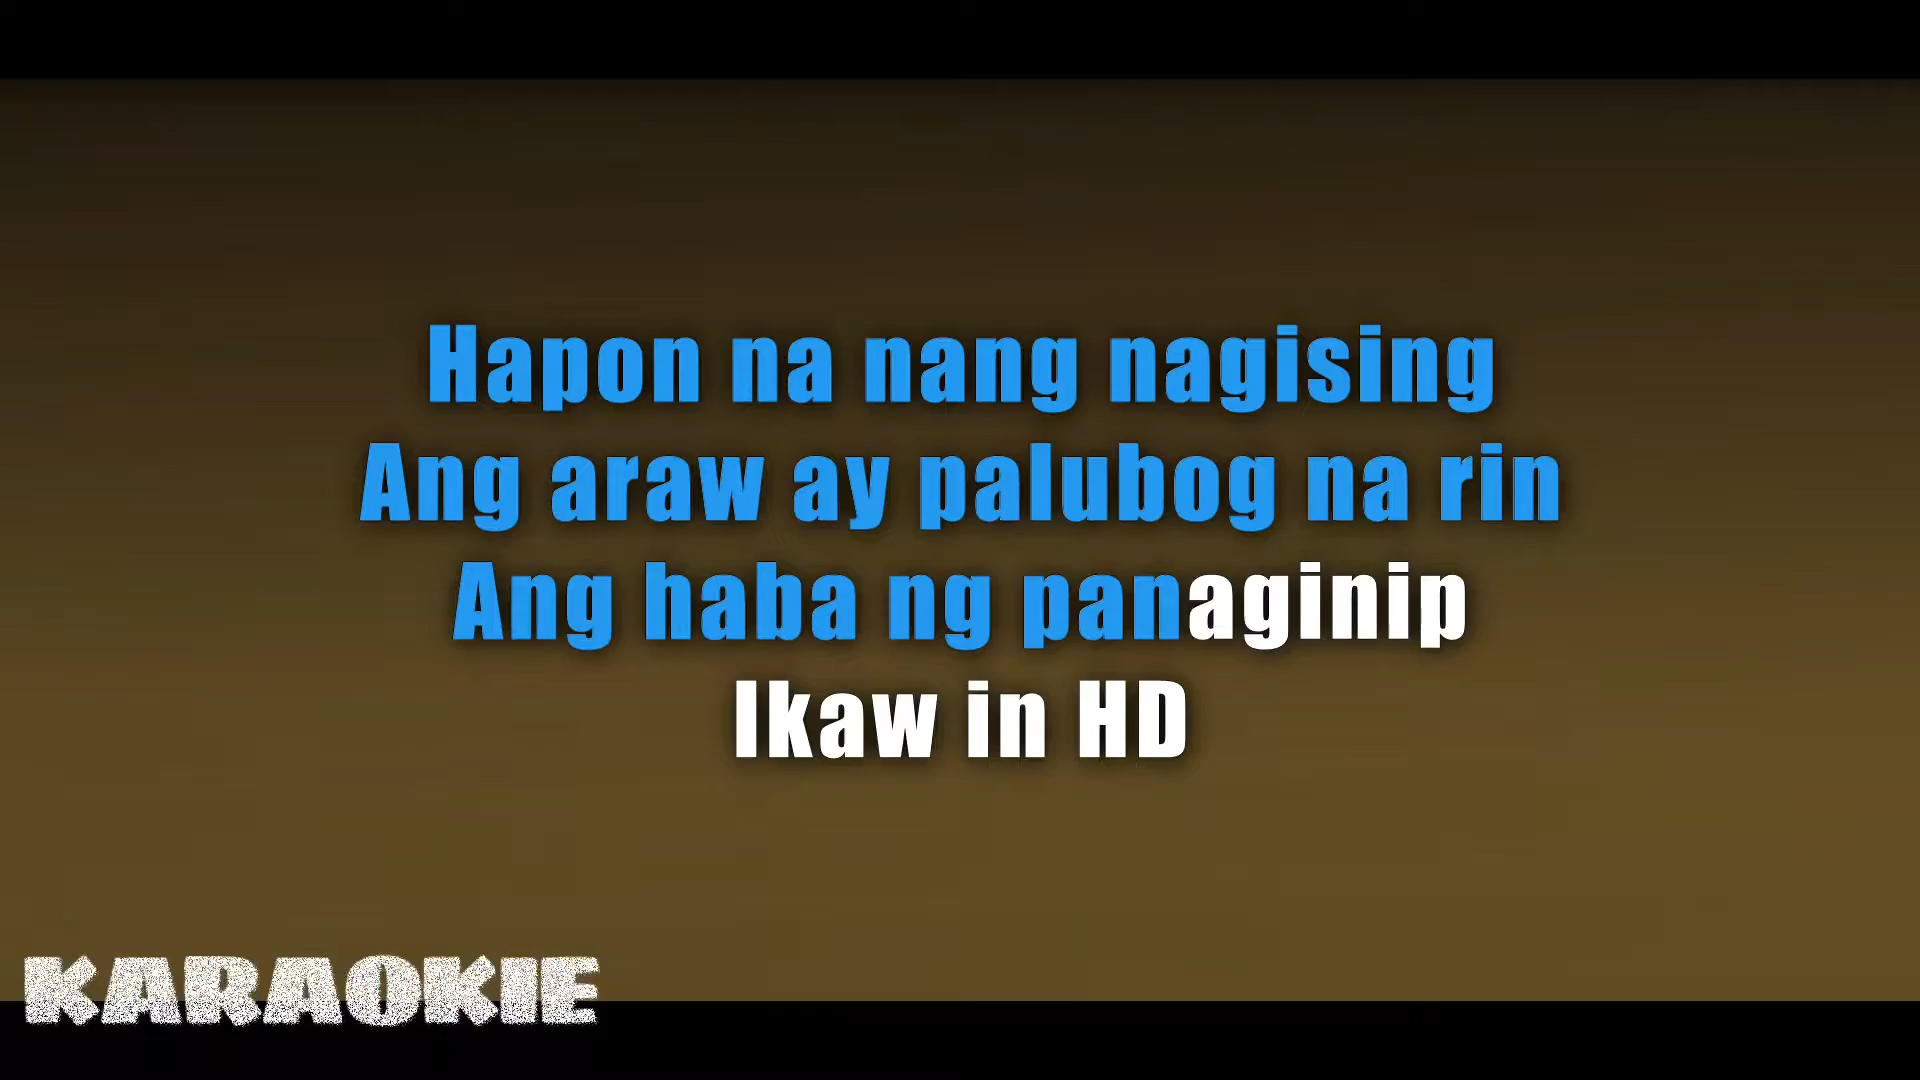 Hapon na nang nagising
Ang araw ay palubog na rin
Ang haba ng panaginip
Ikaw in HD
KARAOKIE